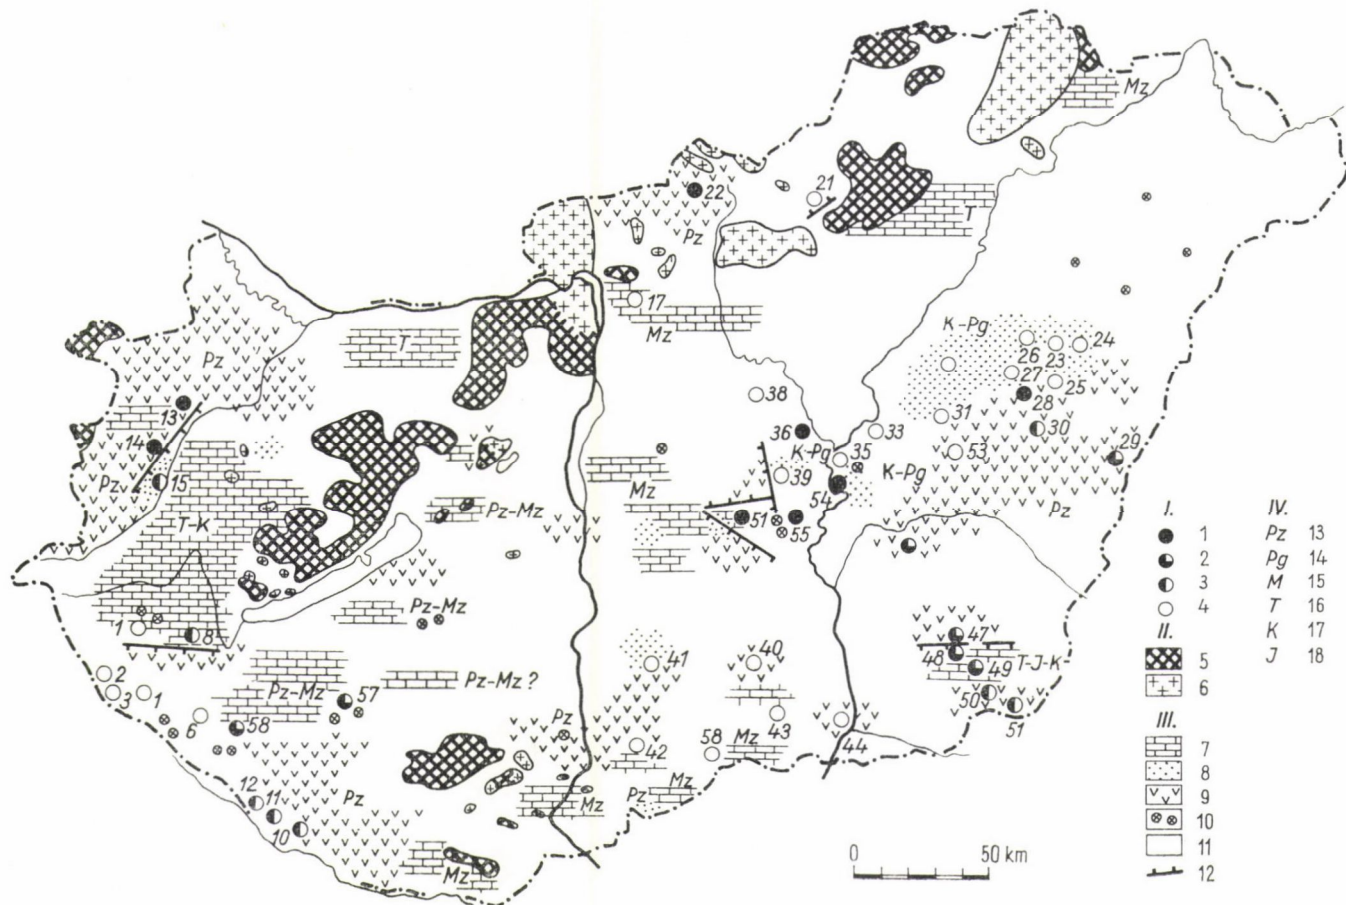 Mz
21
22
T
Pz
17
Mz
Pz
T
K-Pg
24
26
23
27
25
28
38
31
30
13
36
33
14
35
53
29
K-Pg
39
K-Pg
Pz
15
Mz
54
T-K
Pz-Mz
51
55
Pz
Pz-Mz
1
8
47
41
40
48
49
T-J-K
2
Pz-Mz
Pz-Mz ?
3
1
57
50
51
6
58
Pz
43
42
58
Mz
44
12
11
Pz
Mz
Pz
Mz
10
Mz
0 50 km
I.
1
2
3
4
II.
5
6
III.
7
8
9
10
11
12
IV.
Pz 13
Pg 14
M 15
T 16
K 17
J 18